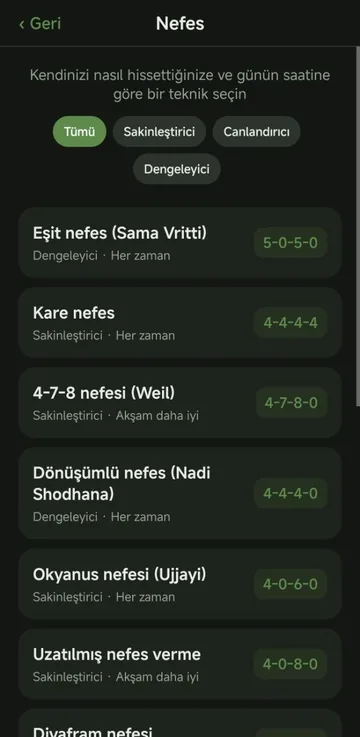 ‹ Geri
Nefes
Kendinizi nasıl hissettiğinize ve günün saatine
göre bir teknik seçin
Tümü
Sakinleştirici
Canlandırıcı
Dengeleyici
Eşit nefes (Sama Vritti)
Dengeleyici · Her zaman
5-0-5-0
Kare nefes
Sakinleştirici · Her zaman
4-4-4-4
4-7-8 nefesi (Weil)
Sakinleştirici · Akşam daha iyi
4-7-8-0
Dönüşümlü nefes (Nadi
Shodhana)
Dengeleyici · Her zaman
4-4-4-0
Okyanus nefesi (Ujjayi)
Sakinleştirici · Her zaman
4-0-6-0
Uzatılmış nefes verme
Sakinleştirici · Akşam daha iyi
4-0-8-0
Diyafram nefesi